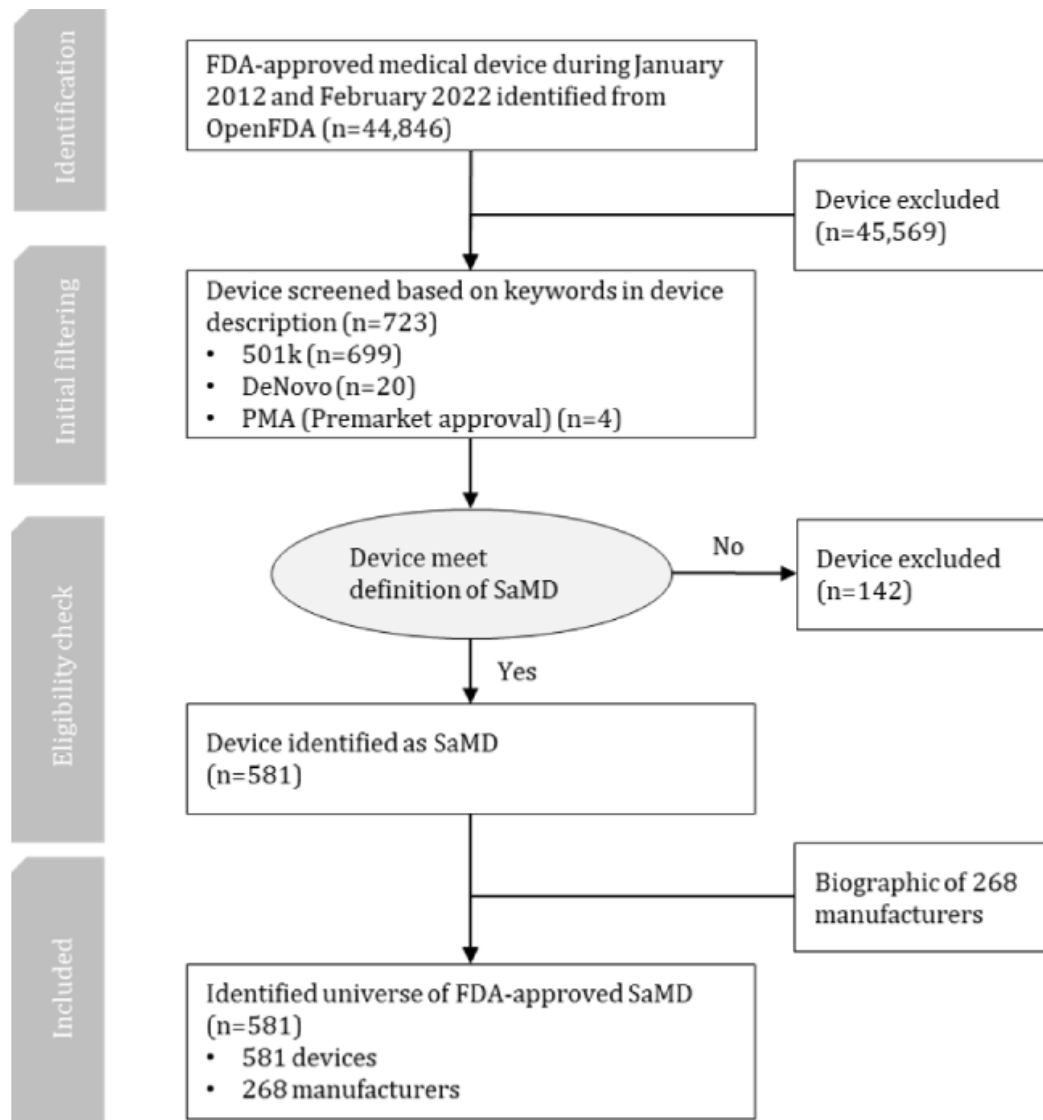 Identification
FDA-approved medical device during January
2012 and February 2022 identified from
OpenFDA (n=44,846)
Device excluded
(n=45,569)
Initial filtering
Device screened based on keywords in device
description (n=723)
• 501k (n=699)
• DeNovo (n=20)
• PMA (Premarket approval) (n=4)
Eligibility check
Device meet
definition of SaMD
No
Device excluded
(n=142)
Yes
Device identified as SaMD
(n=581)
Biographic of 268
manufacturers
Included
Identified universe of FDA-approved SaMD
(n=581)
• 581 devices
• 268 manufacturers